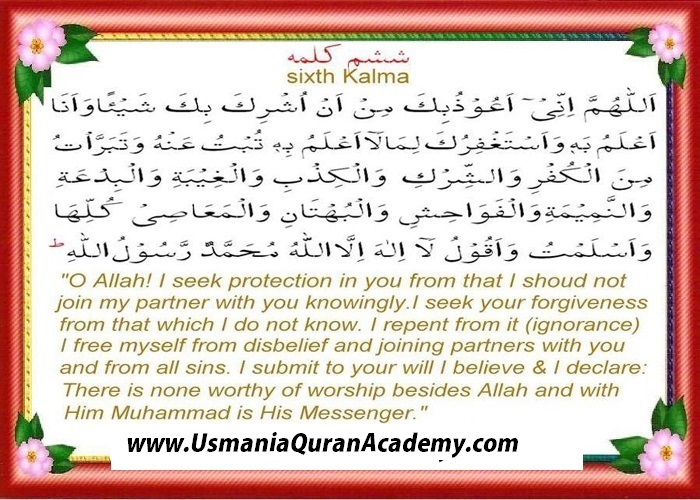 ششم کلمه
sixth Kalma
اَللّٰهُمَّ اِنِّیْٓ اَعُوْذُبِكَ مِنْ اَنْ اُشْرِكَ بِكَ شَیْئًا وَاَنَا
اَعْلَمُ بِهٖ وَاسْتَغْفِرُكَ لِمَالَآ اَعْلَمُ بِهٖ تُبْتُ عَنْهُ وَتَبَرَّاْتُ
مِنَ الْكُفْرِ وَالشِّرْكِ وَالْكِذْبِ وَالْغِیْبَةِ وَالْبِدْعَةِ
وَالنَّمِیْمَةِ وَالْفَوَاحِشِ وَالْبُهْتَانِ وَالْمَعَاصِیْ كُلِّهَا
وَاَسْلَمْتُ وَاَقُوْلُ لَآ اِلٰهَ اِلَّا اللّٰهُ مُحَمَّدٌ رَّسُوْلُ اللّٰهِ ؕ
"O Allah! I seek protection in you from that I shoud not
join my partner with you knowingly.I seek your forgiveness
from that which I do not know. I repent from it (ignorance)
I free myself from disbelief and joining partners with you
and from all sins. I submit to your will I believe & I declare:
There is none worthy of worship besides Allah and with
Him Muhammad is His Messenger."
www.UsmaniaQuranAcademy.com